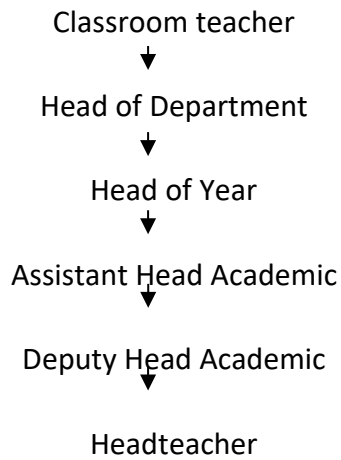 Classroom teacher
Head of Department
Head of Year
Assistant Head Academic
Deputy Head Academic
Headteacher